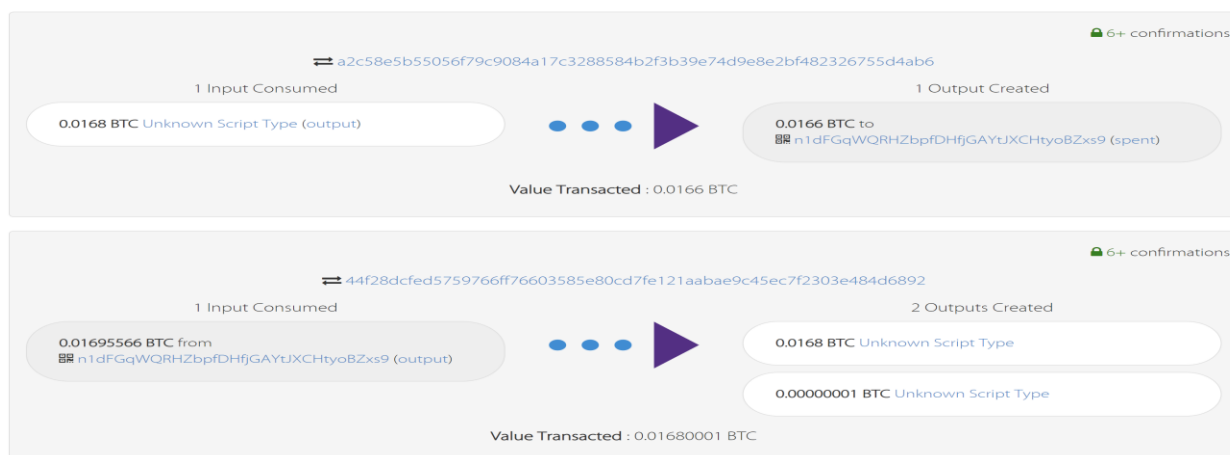 6+ confirmations
a2c58e5b55056f79c9084a17c3288584b2f3b39e74d9e8e2bf482326755d4ab6
1 Input Consumed
1 Output Created
0.0168 BTC Unknown Script Type (output)
0.0166 BTC to
n1dFGqWQRHZbpfDHfjGAYtJXCHtyoBZxs9 (spent)
Value Transacted : 0.0166 BTC
6+ confirmations
44f28dcfed5759766ff76603585e80cd7fe121aabae9c45ec7f2303e484d6892
1 Input Consumed
2 Outputs Created
0.01695566 BTC from
n1dFGqWQRHZbpfDHfjGAYtJXCHtyoBZxs9 (output)
0.0168 BTC Unknown Script Type
0.00000001 BTC Unknown Script Type
Value Transacted : 0.01680001 BTC